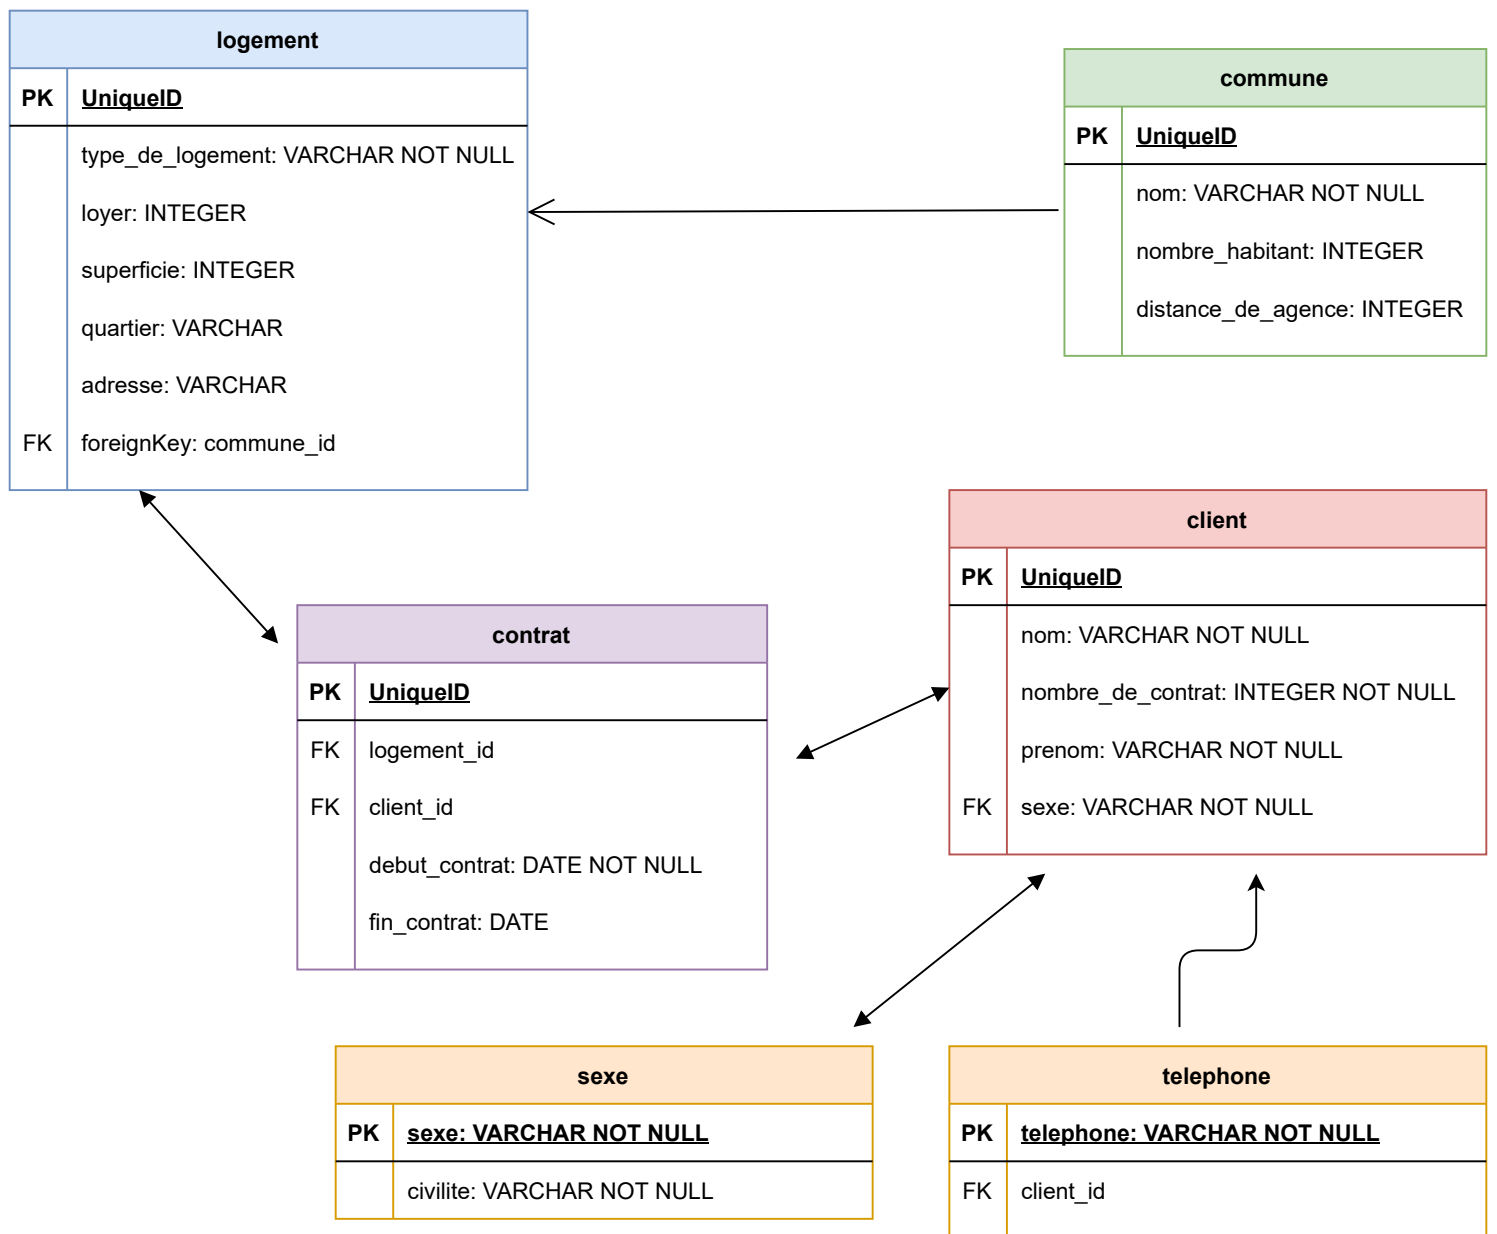 logement
PK UniqueID
type_de_logement: VARCHAR NOT NULL
loyer: INTEGER
superficie: INTEGER
quartier: VARCHAR
adresse: VARCHAR
FK foreignKey: commune_id
commune
PK UniqueID
nom: VARCHAR NOT NULL
nombre_habitant: INTEGER
distance_de_agence: INTEGER
contrat
PK UniqueID
FK logement_id
FK client_id
debut_contrat: DATE NOT NULL
fin_contrat: DATE
client
PK UniqueID
nom: VARCHAR NOT NULL
nombre_de_contrat: INTEGER NOT NULL
prenom: VARCHAR NOT NULL
FK sexe: VARCHAR NOT NULL
sexe
PK sexe: VARCHAR NOT NULL
civilite: VARCHAR NOT NULL
telephone
PK telephone: VARCHAR NOT NULL
FK client_id